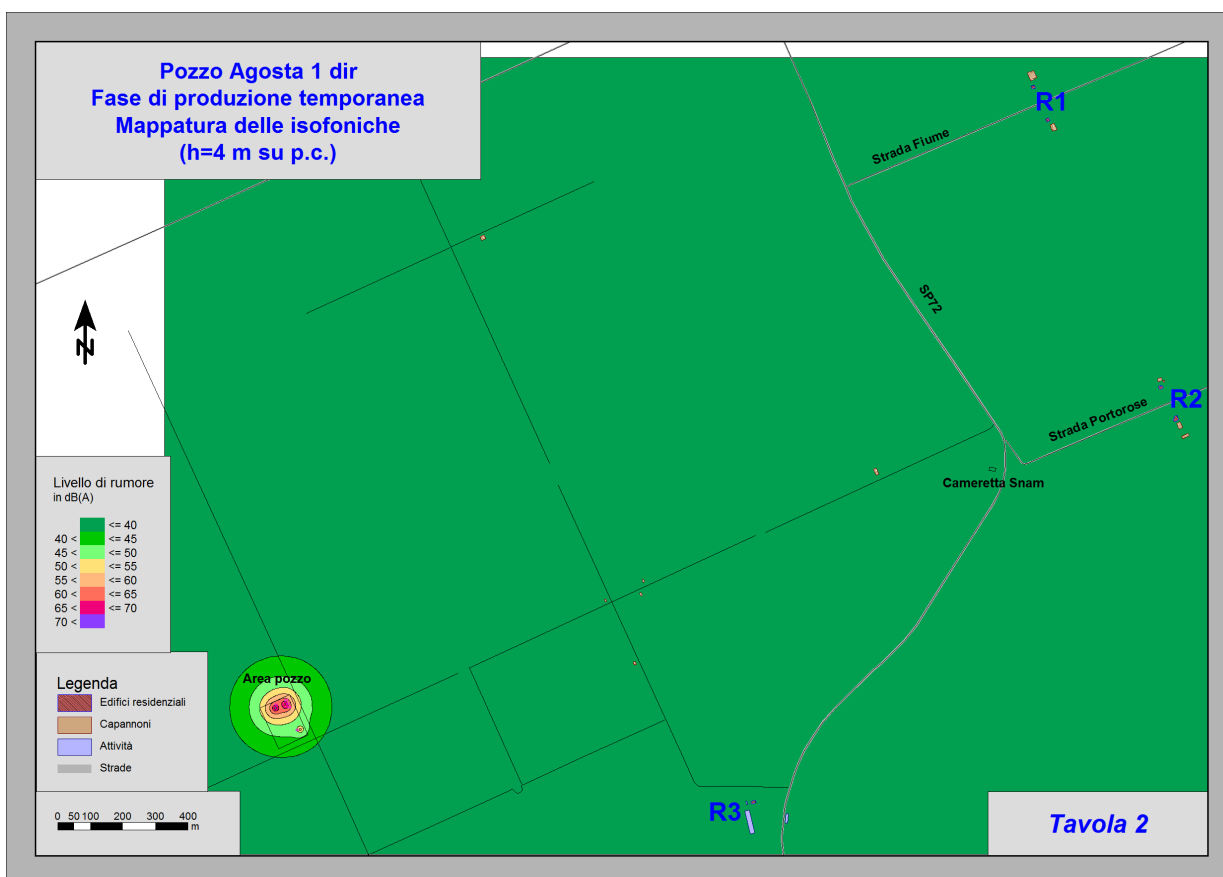 Pozzo Agosta 1 dir
Fase di produzione temporanea
Mappatura delle isofoniche
(h=4 m su p.c.)
R1
Strada Fiume
SP72
R2
Strada Portorose
Cameretta Snam
N
Livello di rumore
in dB(A)
<= 40
40 < <= 45
45 < <= 50
50 < <= 55
55 < <= 60
60 < <= 65
65 < <= 70
70 <
Area pozzo
Legenda
Edifici residenziali
Capannoni
Attività
Strade
0 50 100 200 300 400
m
R3
Tavola 2